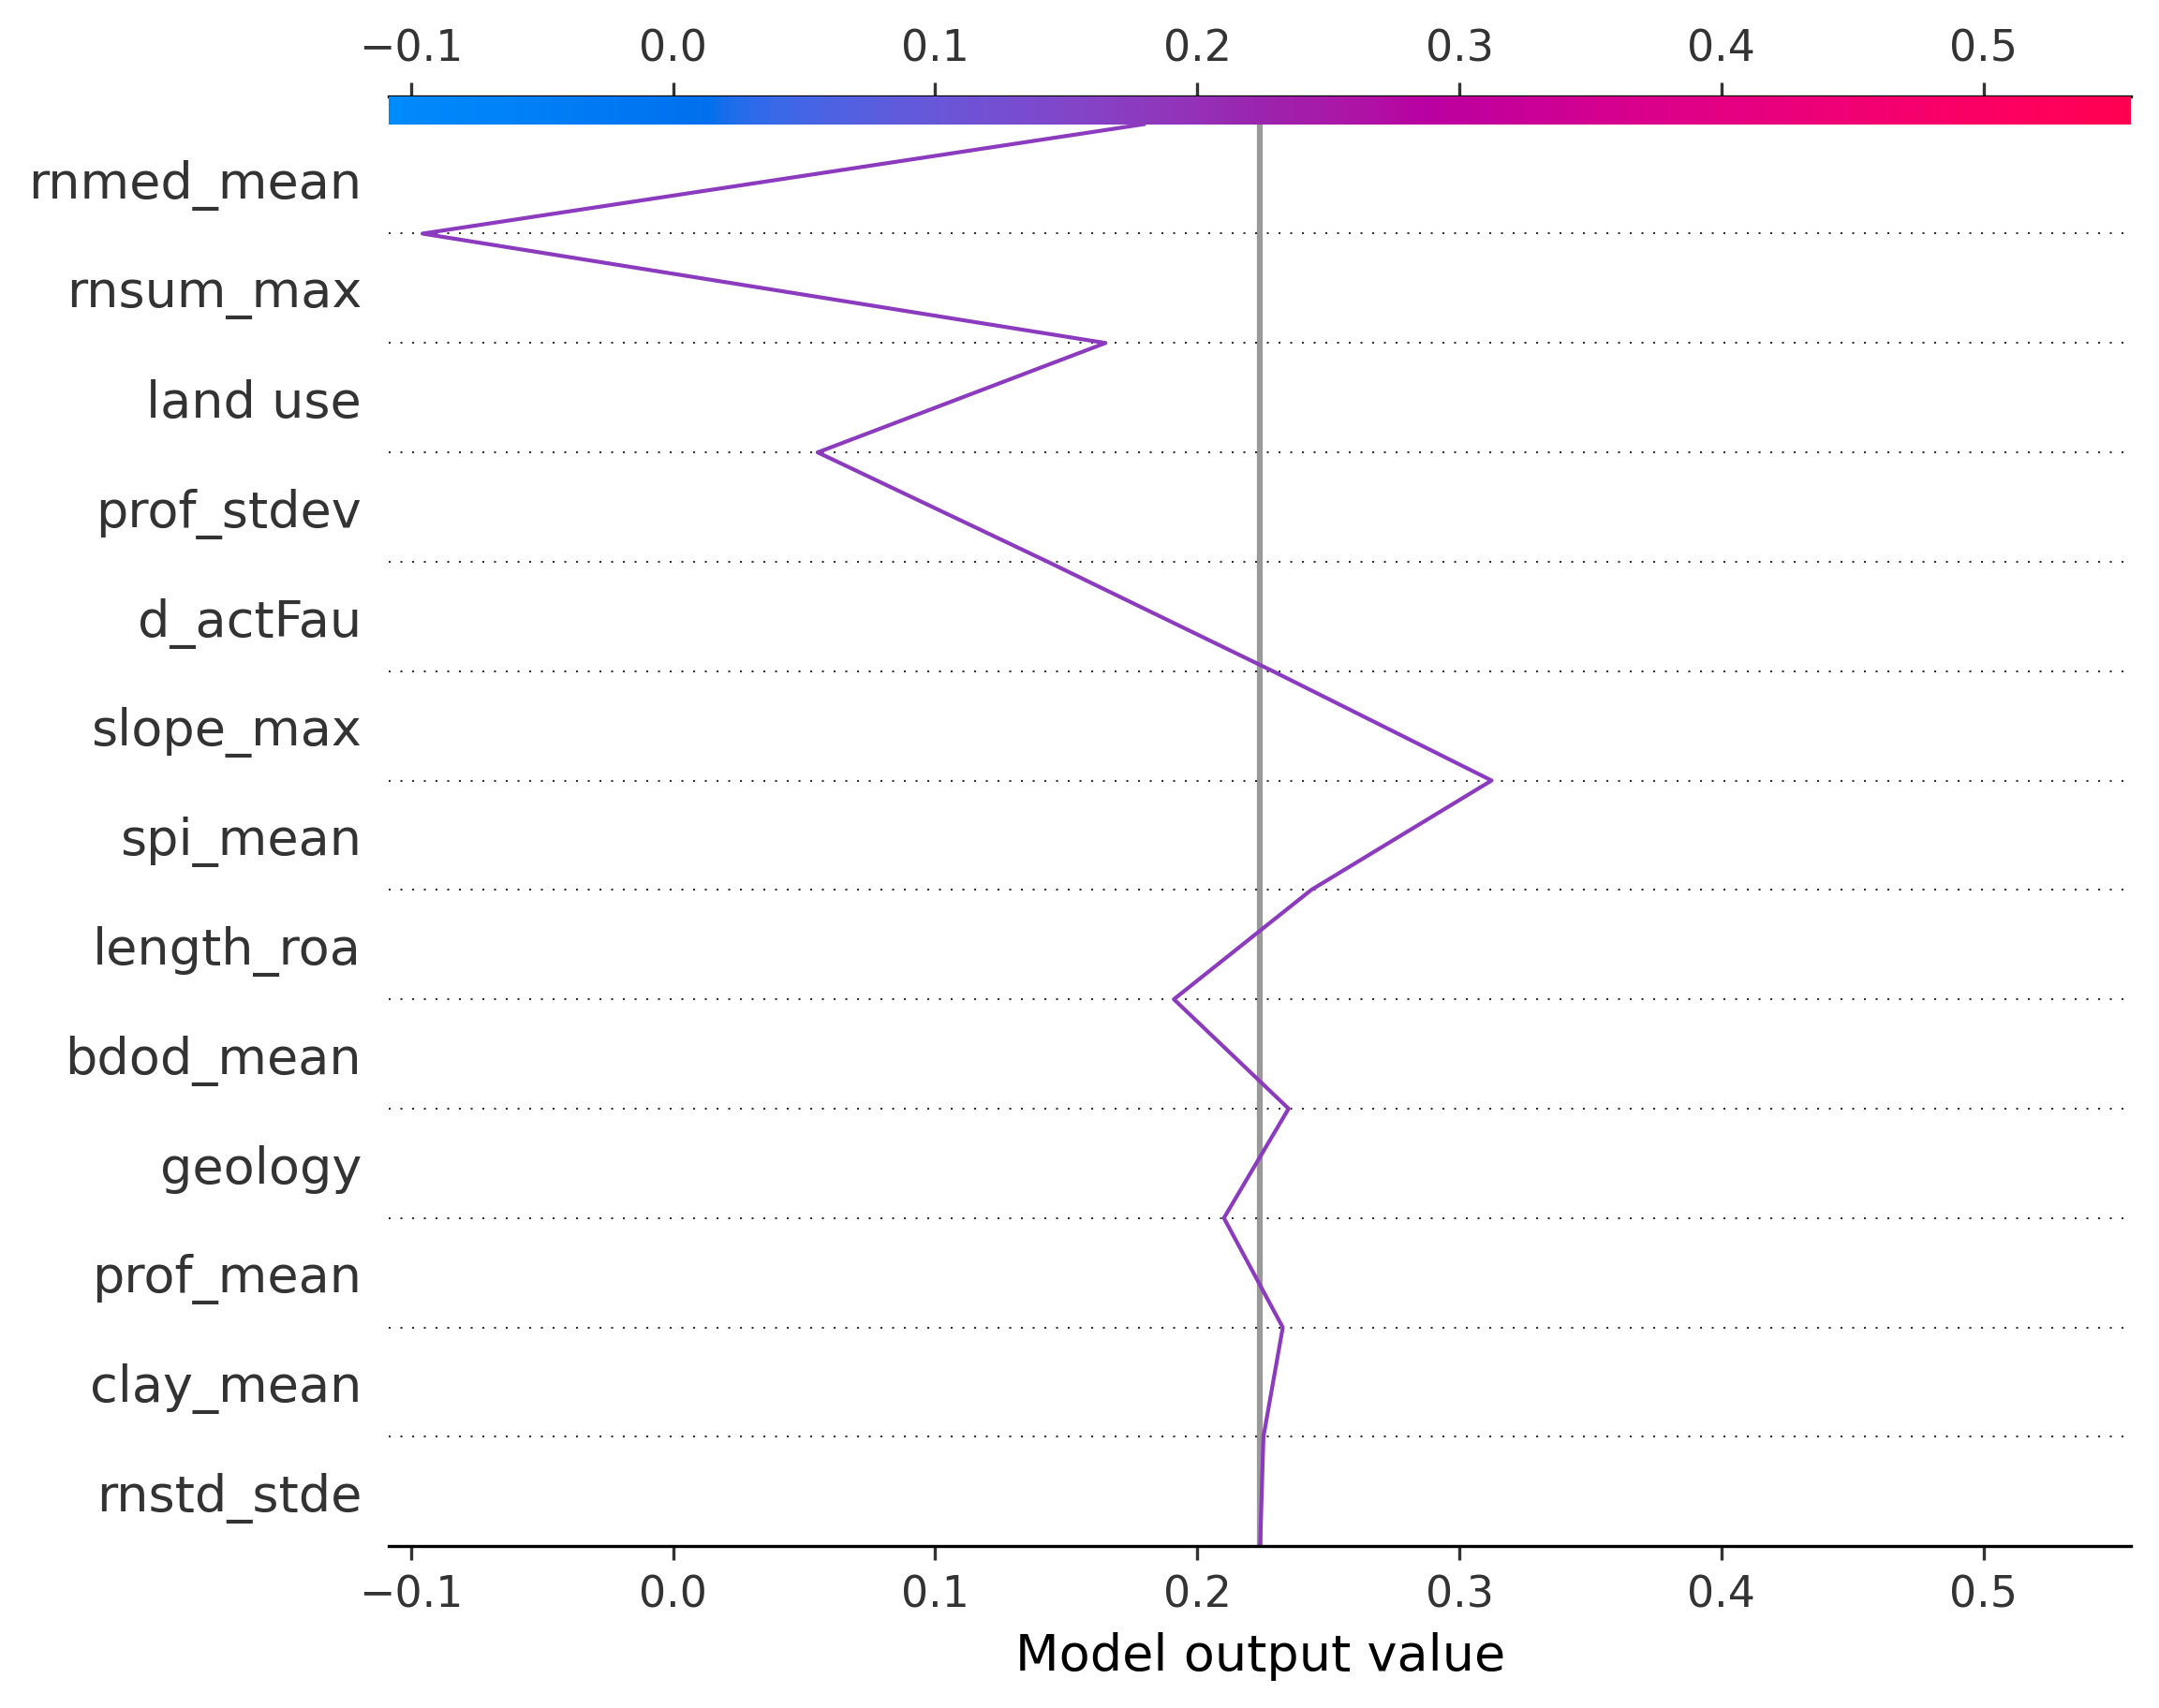 −0.1 0.0 0.1 0.2 0.3 0.4 0.5
rnmed_mean
rnsum_max
land use
prof_stdev
d_actFau
slope_max
spi_mean
length_roa
bdod_mean
geology
prof_mean
clay_mean
rnstd_stde
−0.1 0.0 0.1 0.2 0.3 0.4 0.5
Model output value